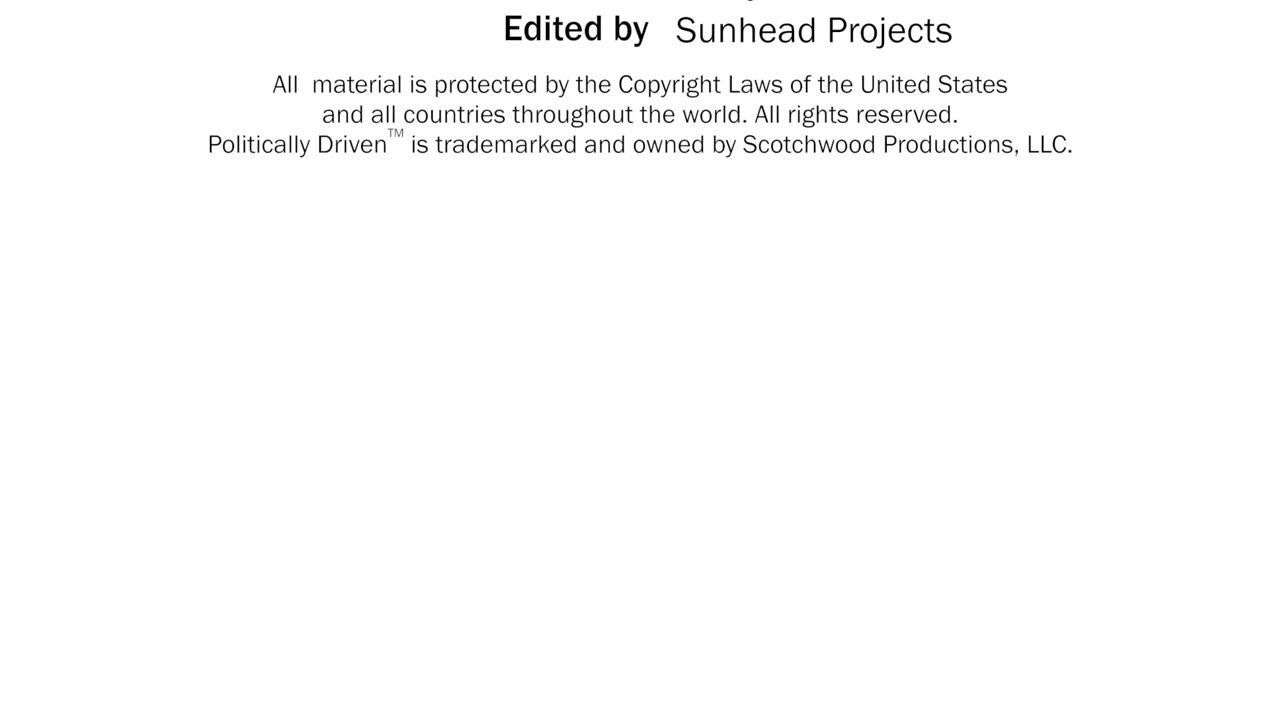 Edited by Sunhead Projects
All material is protected by the Copyright Laws of the United States
and all countries throughout the world. All rights reserved.
Politically Driven™ is trademarked and owned by Scotchwood Productions, LLC.